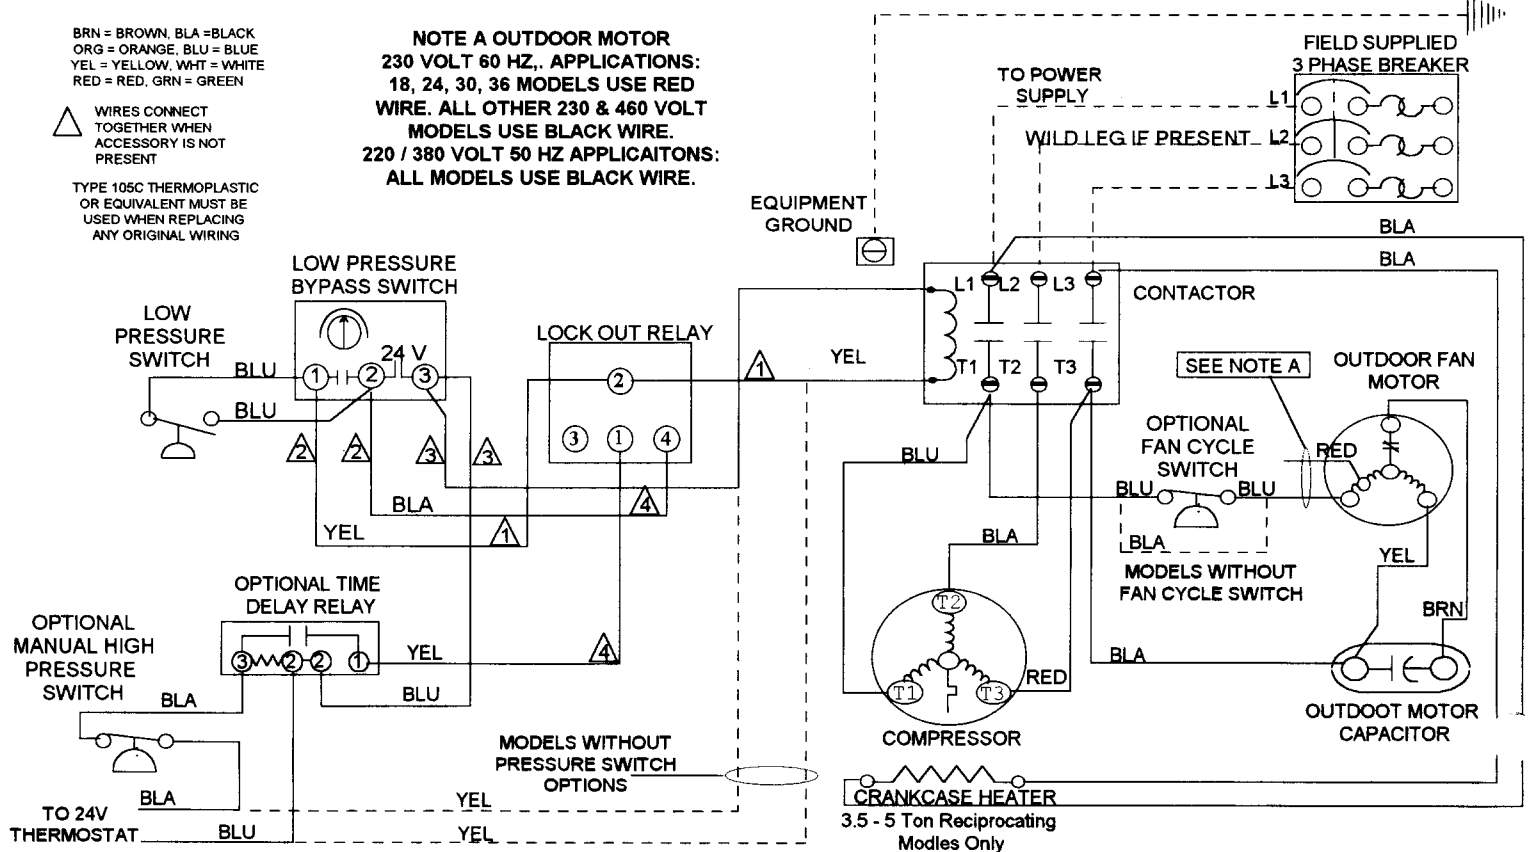 BRN = BROWN, BLA =BLACK
ORG = ORANGE, BLU = BLUE
YEL = YELLOW, WHT = WHITE
RED = RED, GRN = GREEN
WIRES CONNECT
TOGETHER WHEN
ACCESSORY IS NOT
PRESENT
TYPE 105C THERMOPLASTIC
OR EQUIVALENT MUST BE
USED WHEN REPLACING
ANY ORIGINAL WIRING
NOTE A OUTDOOR MOTOR
230 VOLT 60 HZ,. APPLICATIONS:
18, 24, 30, 36 MODELS USE RED
WIRE. ALL OTHER 230 & 460 VOLT
MODELS USE BLACK WIRE.
220 / 380 VOLT 50 HZ APPLICAITONS:
ALL MODELS USE BLACK WIRE.
FIELD SUPPLIED
3 PHASE BREAKER
TO POWER
SUPPLY
L1
WILD LEG IF PRESENT
L2
L3
EQUIPMENT
GROUND
BLA
BLA
LOW PRESSURE
BYPASS SWITCH
LOW
PRESSURE
SWITCH
24 V
1
2
3
BLU
BLU
2
2
3
3
LOCK OUT RELAY
2
3
1
4
1
YEL
L1
L2
L3
T1
T2
T3
CONTACTOR
SEE NOTE A
OUTDOOR FAN
MOTOR
OPTIONAL
FAN CYCLE
SWITCH
RED
BLU
BLU
BLU
BLA
MODELS WITHOUT
FAN CYCLE SWITCH
BLA
YEL
BRN
BLA
4
YEL
1
OPTIONAL TIME
DELAY RELAY
3
2
2
1
YEL
4
BLU
OPTIONAL
MANUAL HIGH
PRESSURE
SWITCH
BLA
BLA
TO 24V
THERMOSTAT
BLU
YEL
YEL
MODELS WITHOUT
PRESSURE SWITCH
OPTIONS
T2
T1
T3
RED
BLA
COMPRESSOR
OUTDOOT MOTOR
CAPACITOR
CRANKCASE HEATER
3.5 - 5 Ton Reciprocating
Modles Only